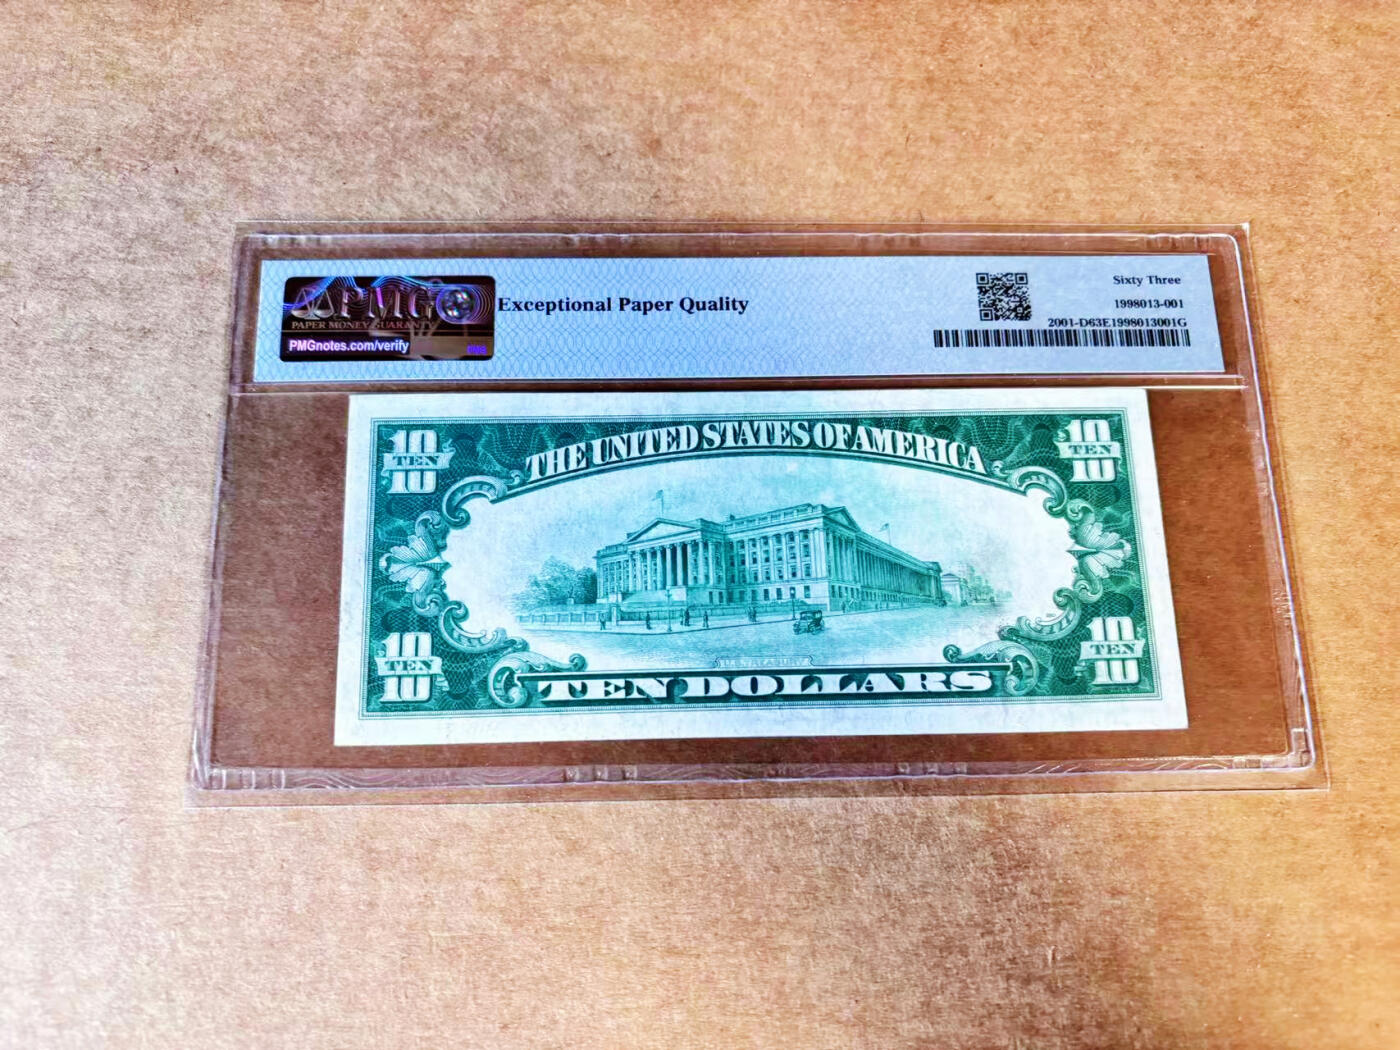 PMG
PAPER MONEY GUARANTY
PMGnotes.com/verify
Exceptional Paper Quality
Sixty Three
1998013-001
2001-D63E1998013001G
10
TEN
10
THE UNITED STATES OF AMERICA
$10
TEN
10
U.S. TREASURY
10
TEN
10
TEN DOLLARS
10
TEN
10